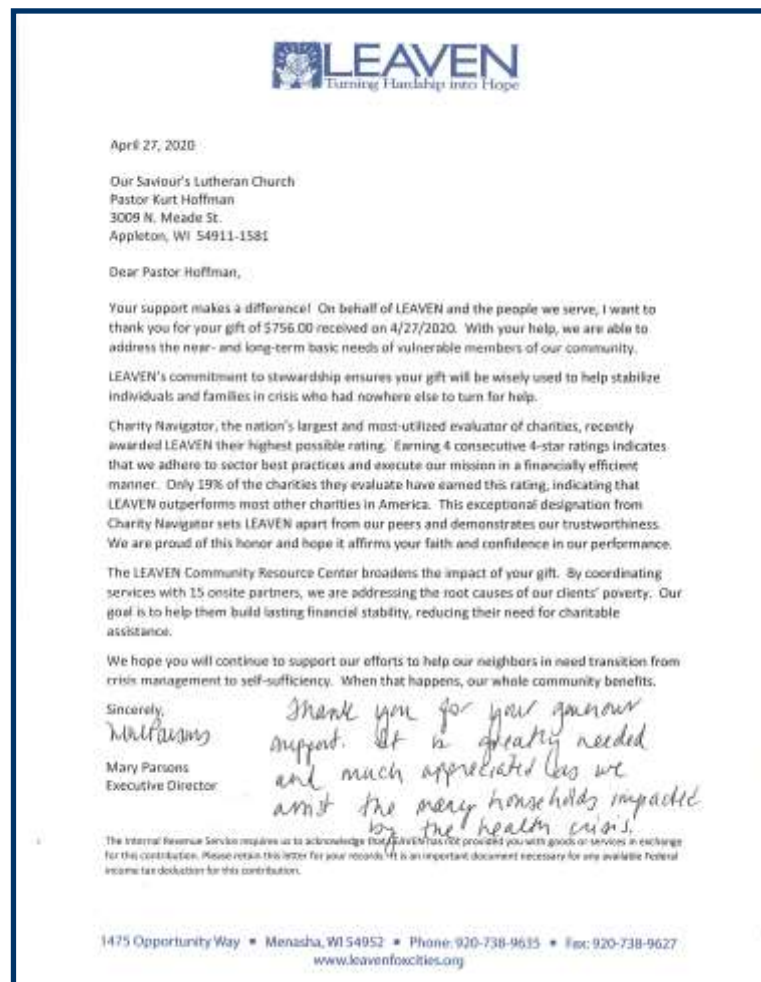 LEAVEN
Turning Hardship into Hope
April 27, 2020
Our Saviour's Lutheran Church
Pastor Kurt Hoffman
3009 N. Meade St.
Appleton, WI 54911-1581
Dear Pastor Hoffman,
Your support makes a difference! On behalf of LEAVEN and the people we serve, I want to
thank you for your gift of $756.00 received on 4/27/2020. With your help, we are able to
address the near- and long-term basic needs of vulnerable members of our community.
LEAVEN's commitment to stewardship ensures your gift will be wisely used to help stabilize
individuals and families in crisis who had nowhere else to turn for help.
Charity Navigator, the nation's largest and most-utilized evaluator of charities, recently
awarded LEAVEN their highest possible rating. Earning 4 consecutive 4-star ratings indicates
that we adhere to sector best practices and execute our mission in a financially efficient
manner. Only 19% of the charities they evaluate have earned this rating, indicating that
LEAVEN outperforms most other charities in America. This exceptional designation from
Charity Navigator sets LEAVEN apart from our peers and demonstrates our trustworthiness.
We are proud of this honor and hope it affirms your faith and confidence in our performance.
The LEAVEN Community Resource Center broadens the impact of your gift. By coordinating
services with 15 onsite partners, we are addressing the root causes of our clients' poverty. Our
goal is to help them build lasting financial stability, reducing their need for charitable
assistance.
We hope you will continue to support our efforts to help our neighbors in need transition from
crisis management to self-sufficiency. When that happens, our whole community benefits.
Sincerely,
Mary Parsons
Executive Director
Thank you for your generous
support. It is greatly needed
and much appreciated as we
assist the many households impacted
by the health crisis.
The Internal Revenue Service requires us to acknowledge that LEAVEN has not provided you with goods or services in exchange
for this contribution. Please retain this letter for your records. It is an important document necessary for any available Federal
income tax deduction for this contribution.
1475 Opportunity Way • Menasha, WI 54952 • Phone: 920-738-9635 • Fax: 920-738-9627
www.leavenfoxcities.org